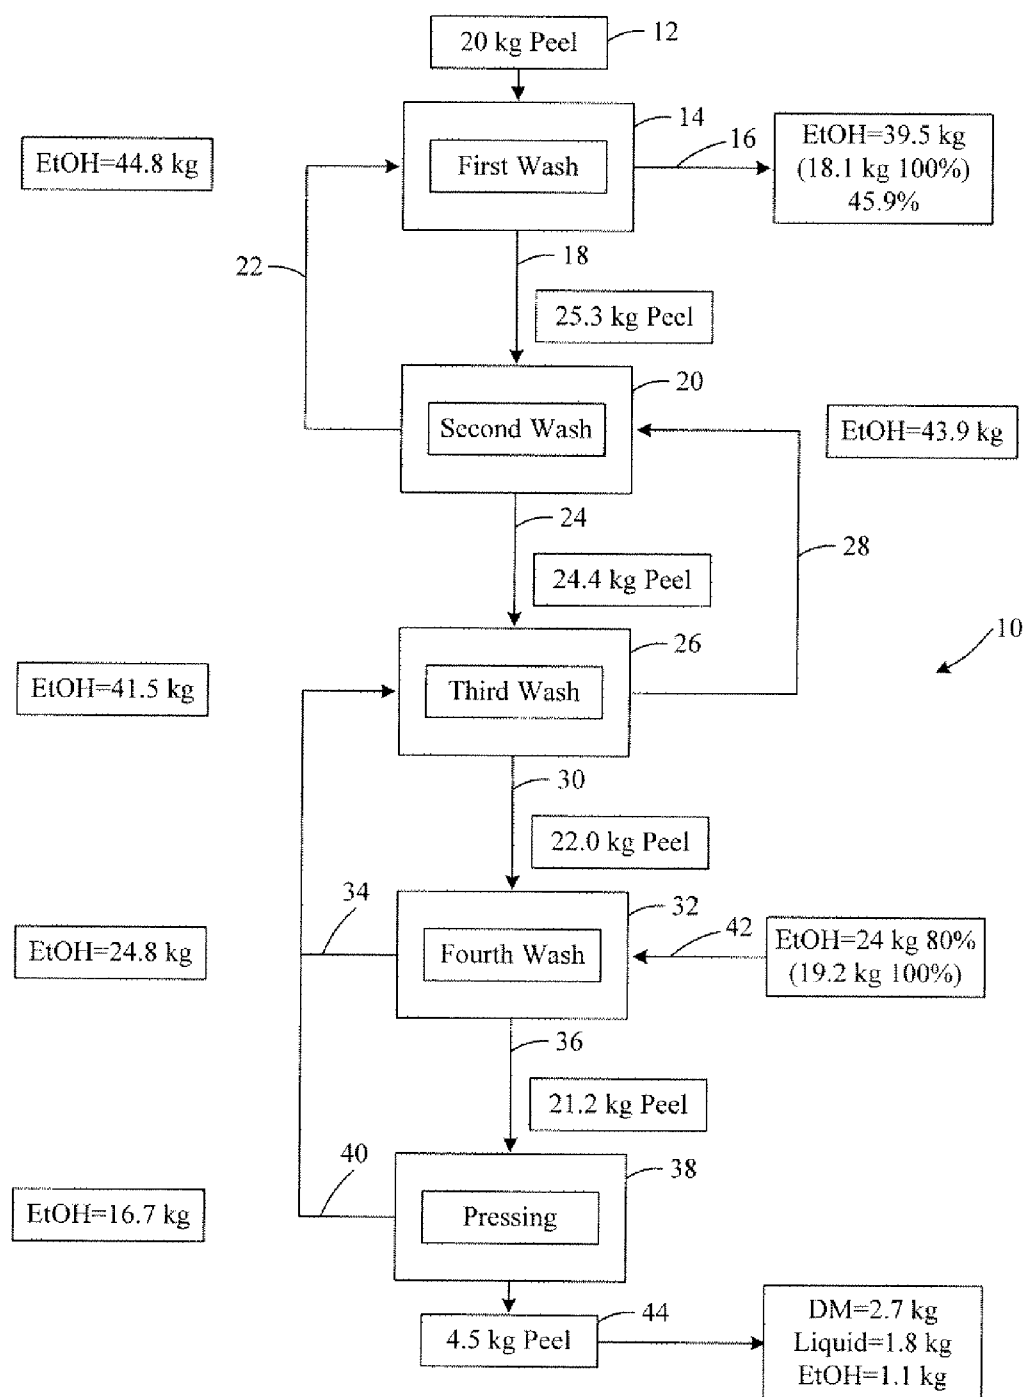 20 kg Peel
12
14
EtOH=44.8 kg
First Wash
16
EtOH=39.5 kg
(18.1 kg 100%)
45.9%
18
22
25.3 kg Peel
20
Second Wash
EtOH=43.9 kg
24
28
24.4 kg Peel
10
26
EtOH=41.5 kg
Third Wash
30
22.0 kg Peel
34
32
42
EtOH=24.8 kg
Fourth Wash
EtOH=24 kg 80%
(19.2 kg 100%)
36
21.2 kg Peel
40
38
EtOH=16.7 kg
Pressing
44
4.5 kg Peel
DM=2.7 kg
Liquid=1.8 kg
EtOH=1.1 kg